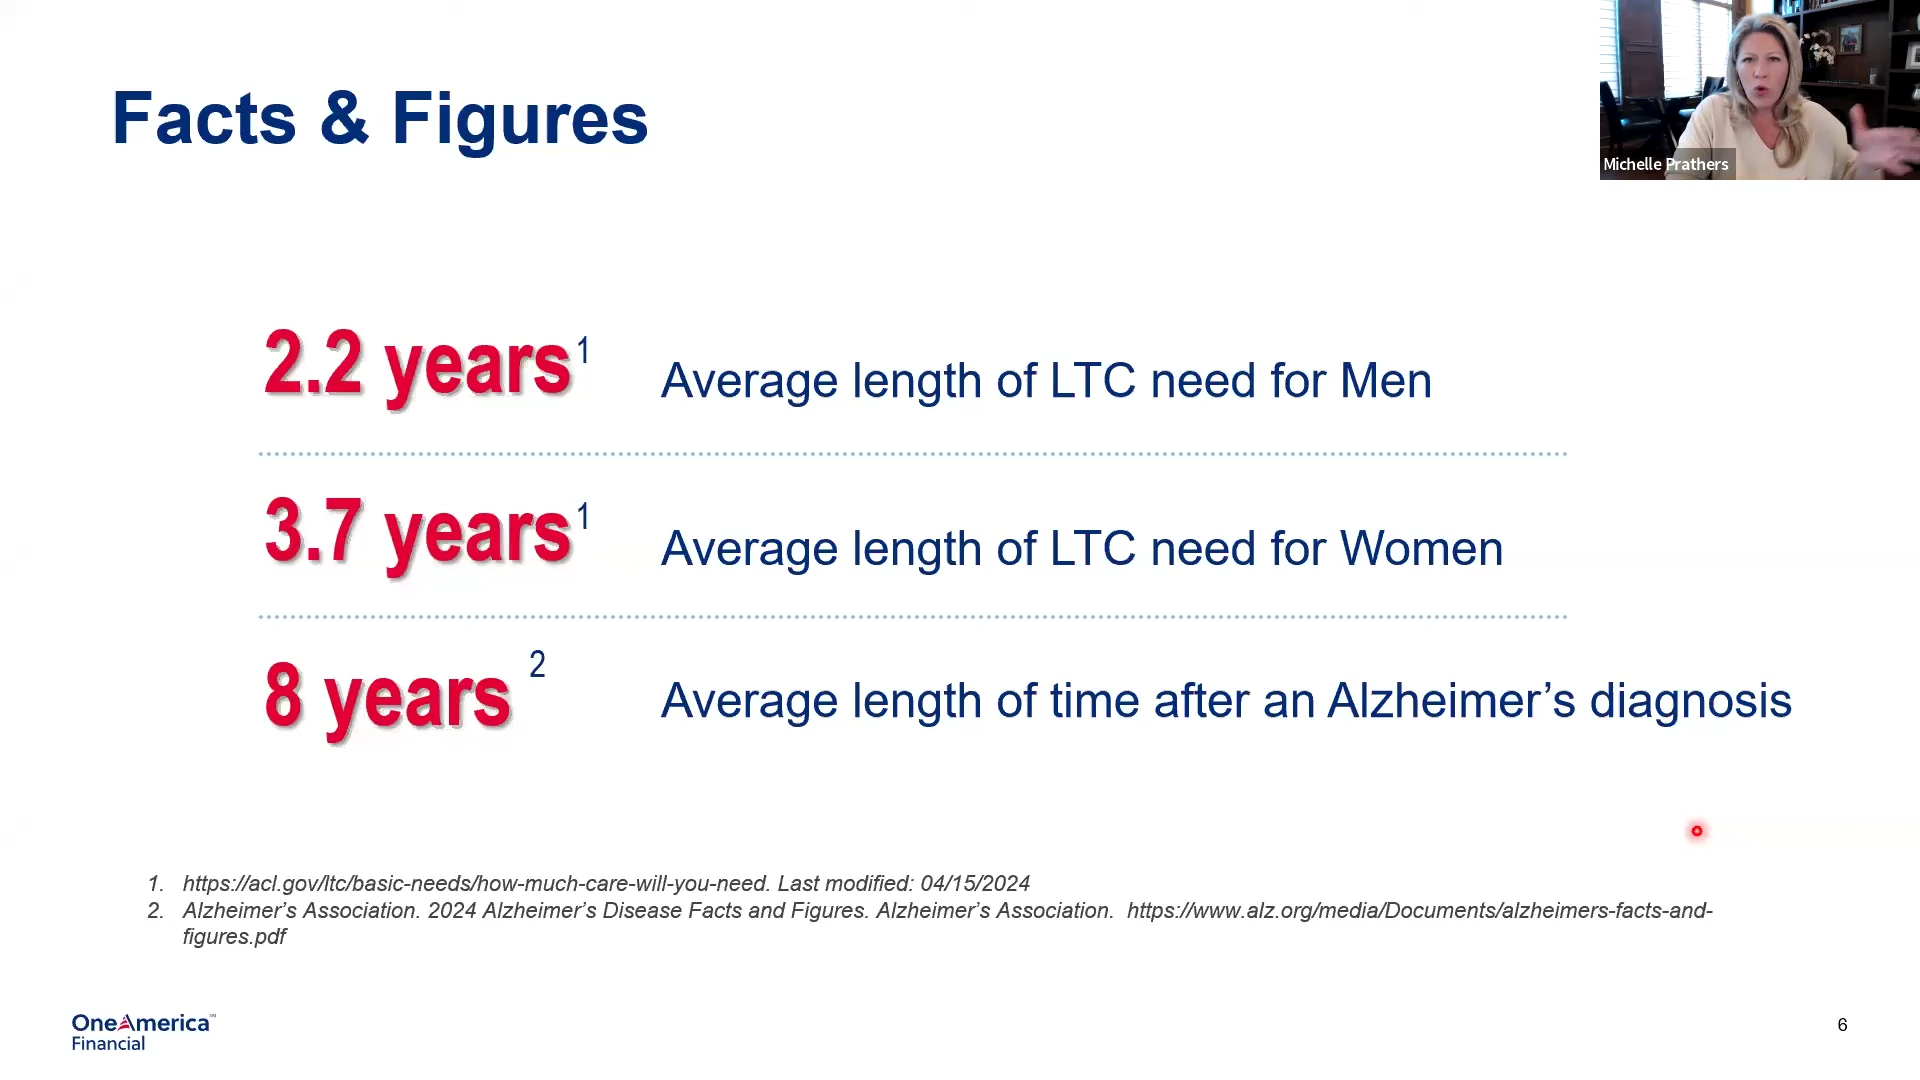 Facts & Figures
Michelle Prathers
2.2 years1
Average length of LTC need for Men
3.7 years1
Average length of LTC need for Women
8 years 2
Average length of time after an Alzheimer’s diagnosis
1. https://acl.gov/ltc/basic-needs/how-much-care-will-you-need. Last modified: 04/15/2024
2. Alzheimer’s Association. 2024 Alzheimer’s Disease Facts and Figures. Alzheimer’s Association. https://www.alz.org/media/Documents/alzheimers-facts-and-
figures.pdf
OneAmerica℠
Financial
6